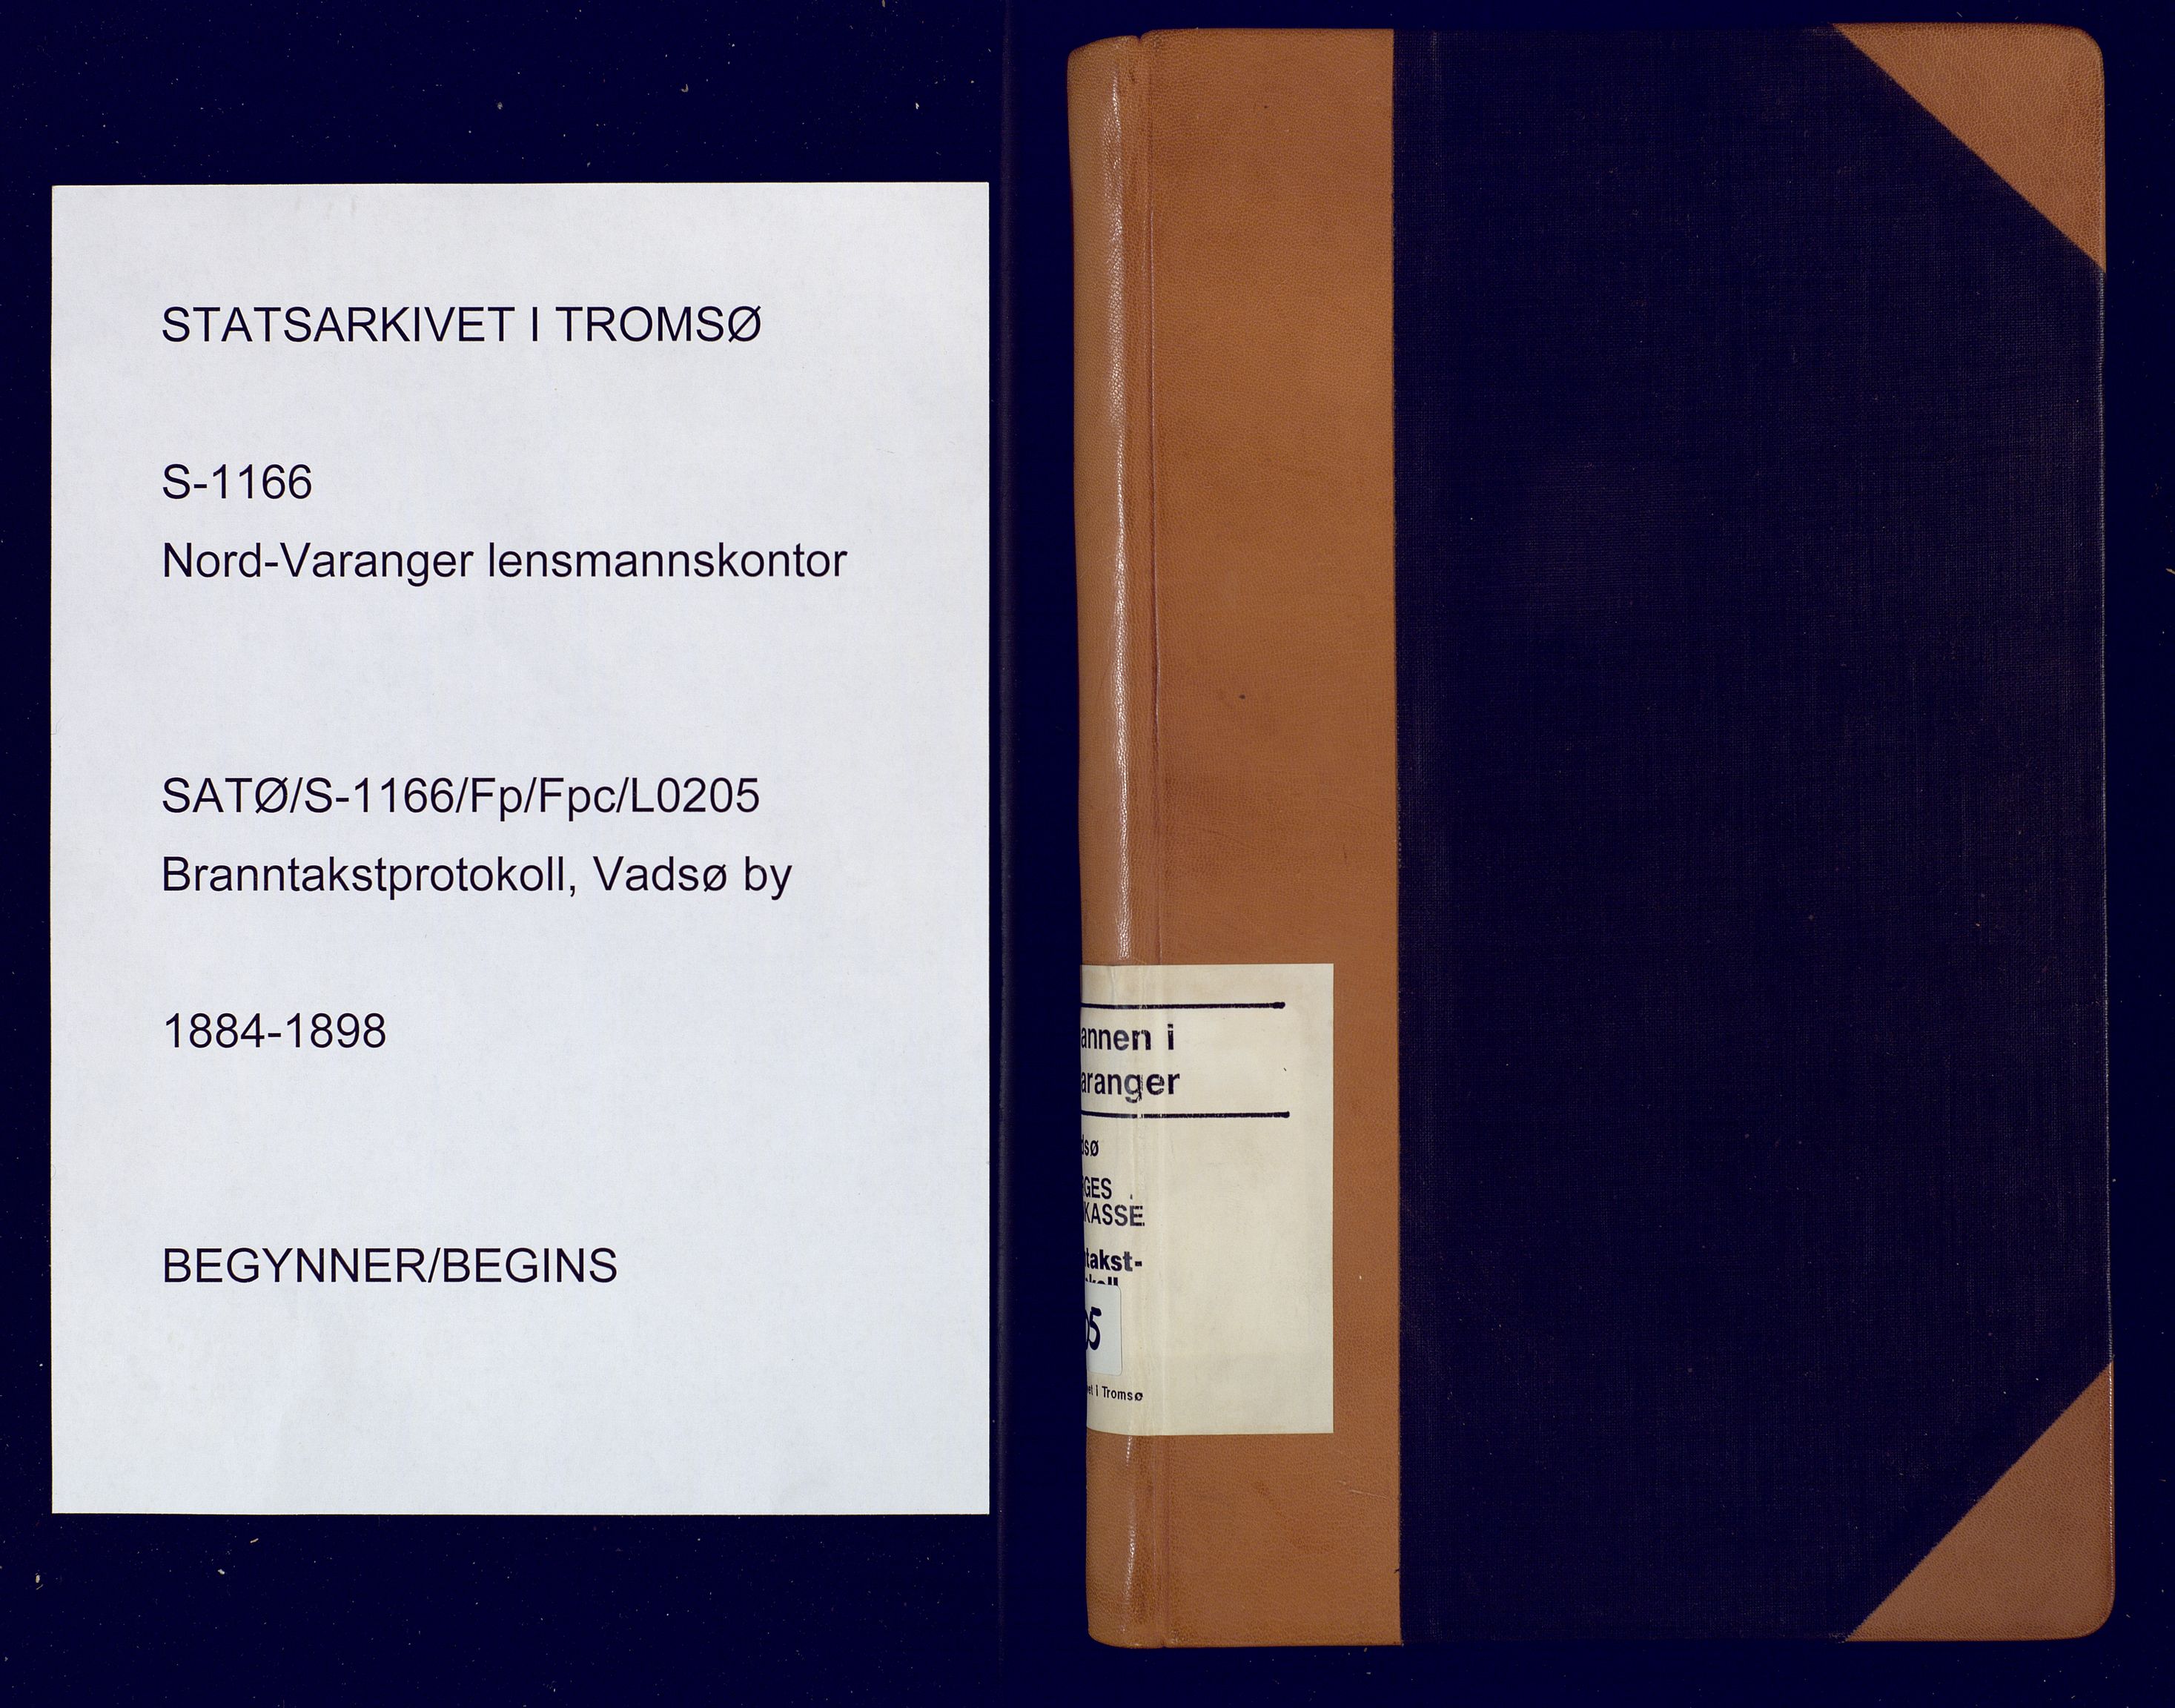 STATSARKIVET I TROMSØ
S-1166
Nord-Varanger lensmannskontor
SATØ/S-1166/Fp/Fpc/L0205
Branntakstprotokoll, Vadsø by
1884-1898
BEGYNNER/BEGINS
annen i
aranger
dsø
GES
KASSE
takst-
05
et i Tromsø